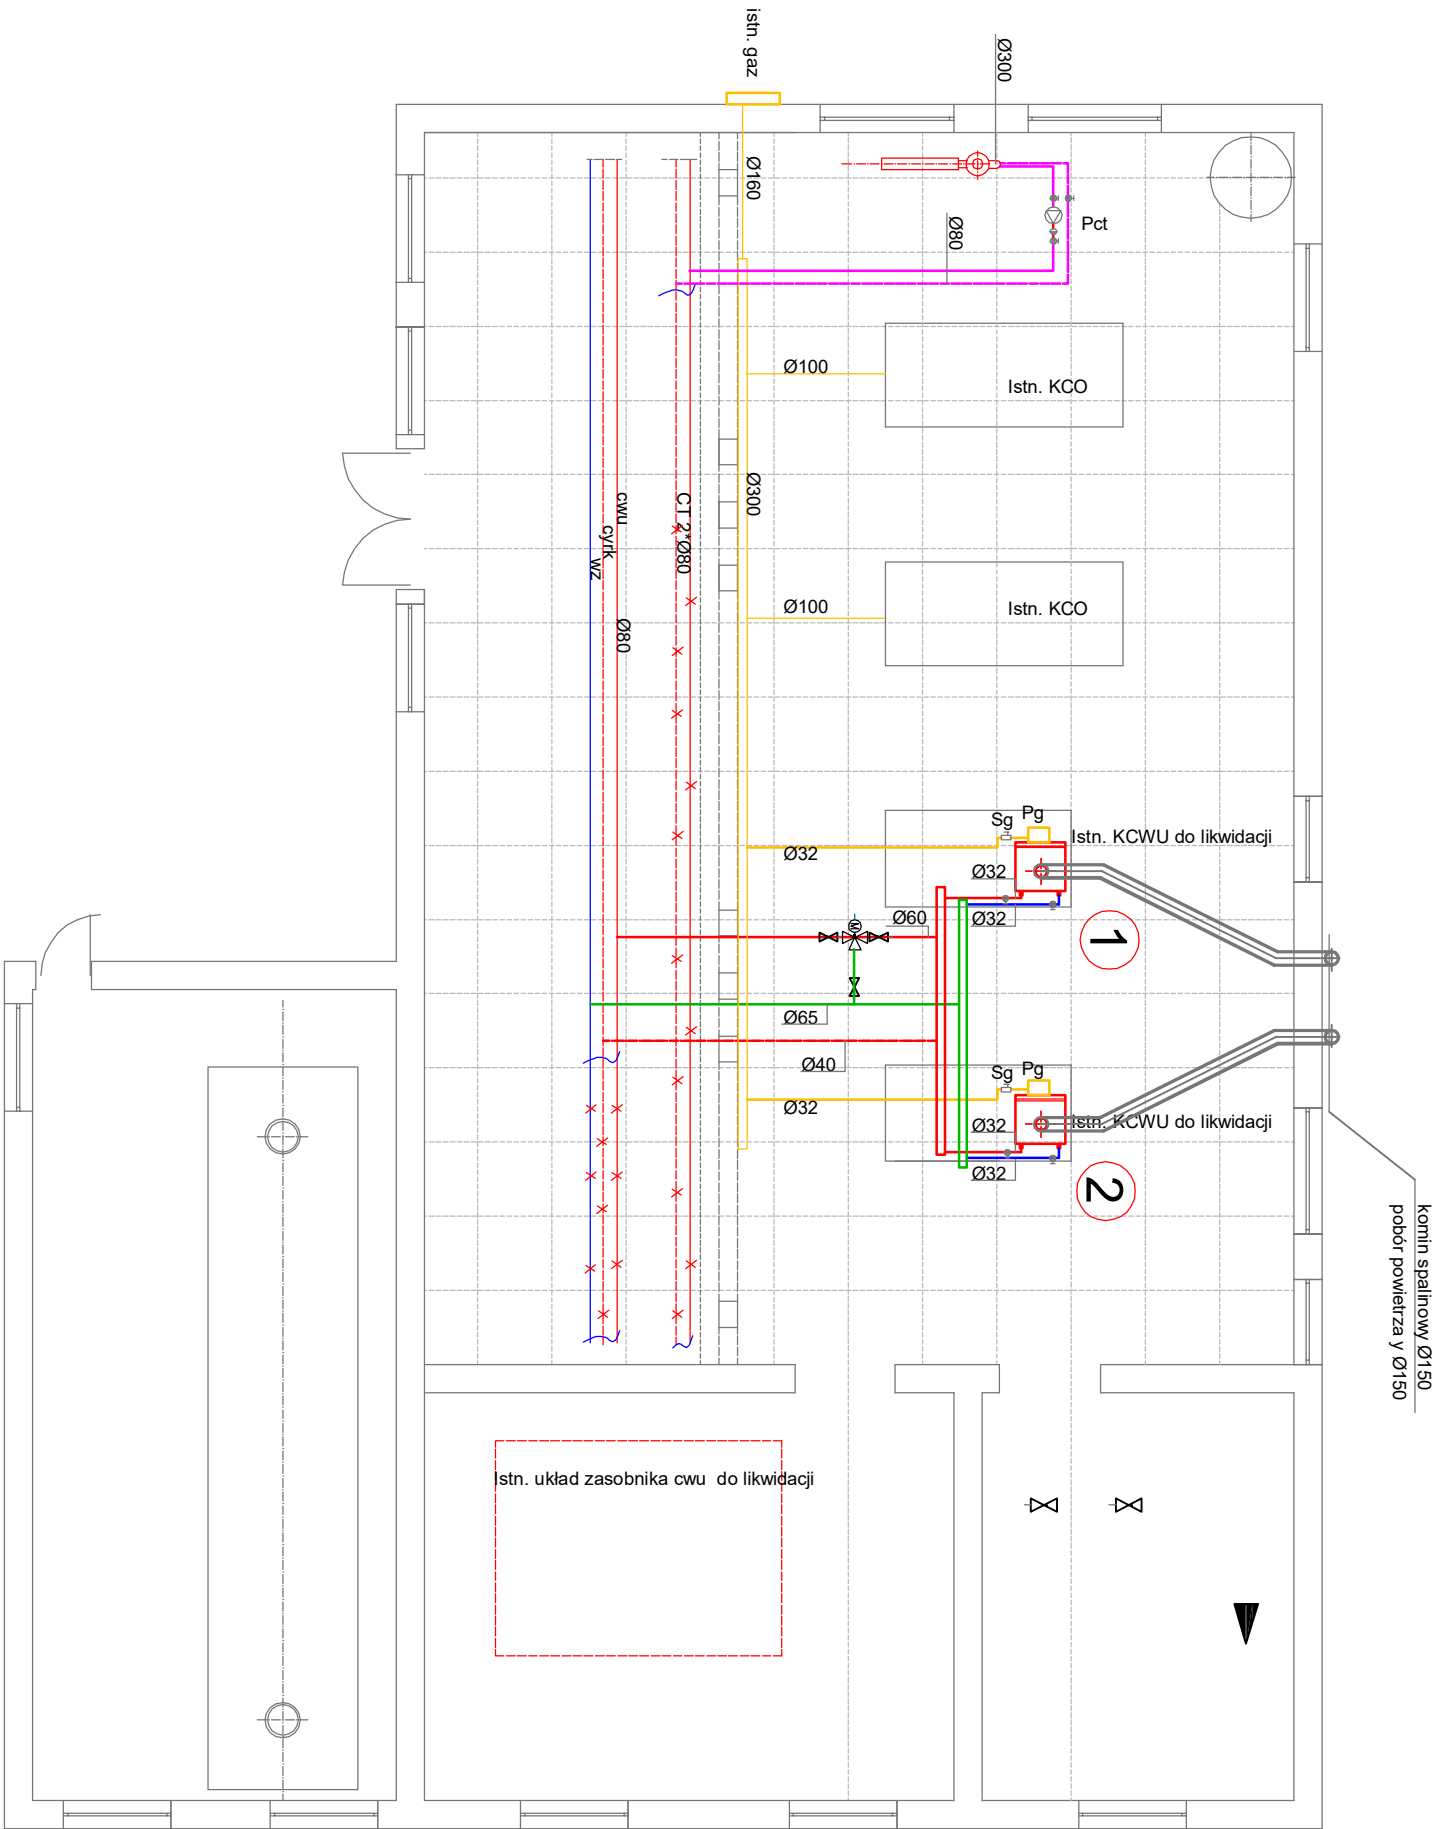 istn. gaz
Ø300
Ø160
Ø80
Pct
Ø100
Istn. KCO
Ø300
CT 2*Ø80
cwu
cyrk
wz
Ø100
Istn. KCO
Ø80
Sg
Pg
Istn. KCWU do likwidacji
Ø32
Ø32
Ø60
Ø32
1
M
Ø65
Ø40
Sg
Pg
Istn. KCWU do likwidacji
Ø32
Ø32
Ø32
2
komin spalinowy Ø150
pobór powietrza y Ø150
Istn. układ zasobnika cwu do likwidacji